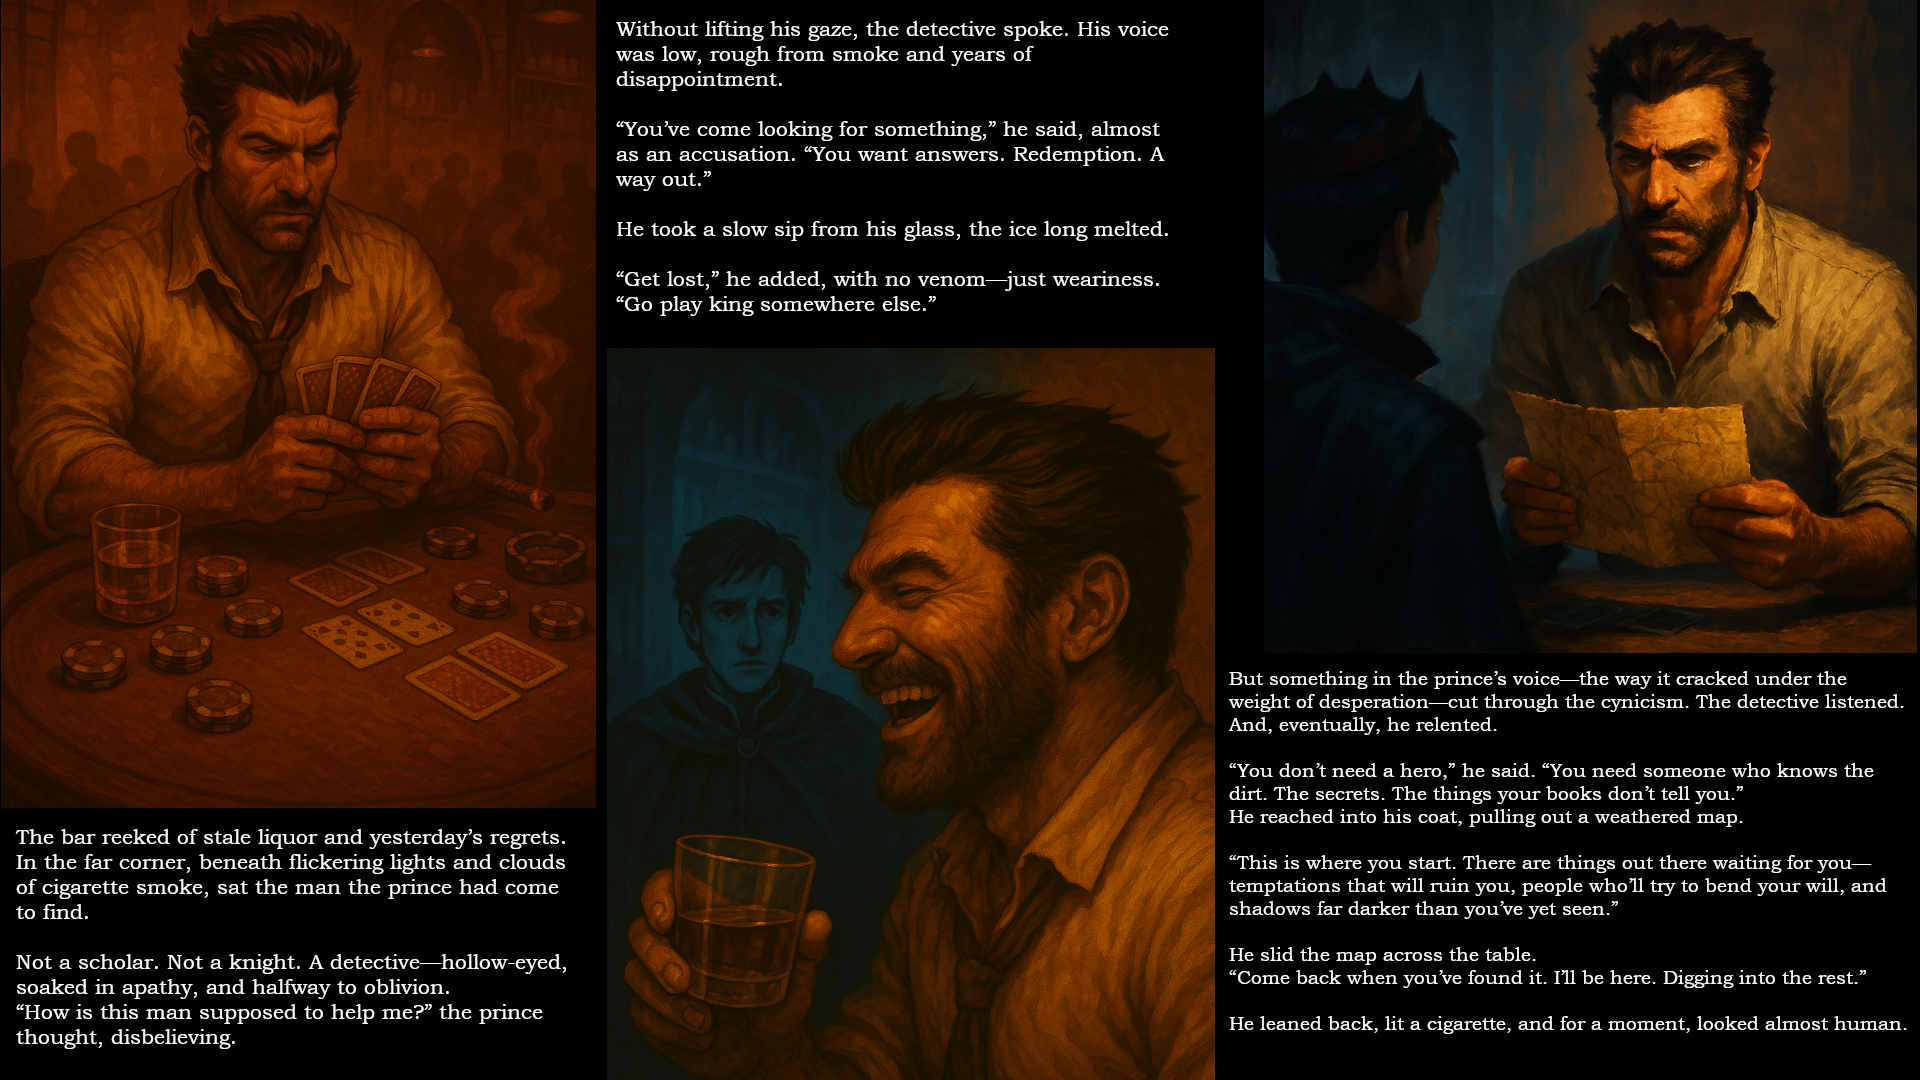 The bar reeked of stale liquor and yesterday’s regrets.
In the far corner, beneath flickering lights and clouds
of cigarette smoke, sat the man the prince had come
to find.
Not a scholar. Not a knight. A detective—hollow-eyed,
soaked in apathy, and halfway to oblivion.
“How is this man supposed to help me?” the prince
thought, disbelieving.
Without lifting his gaze, the detective spoke. His voice
was low, rough from smoke and years of
disappointment.
“You’ve come looking for something,” he said, almost
as an accusation. “You want answers. Redemption. A
way out.”
He took a slow sip from his glass, the ice long melted.
“Get lost,” he added, with no venom—just weariness.
“Go play king somewhere else.”
But something in the prince’s voice—the way it cracked under the
weight of desperation—cut through the cynicism. The detective listened.
And, eventually, he relented.
“You don’t need a hero,” he said. “You need someone who knows the
dirt. The secrets. The things your books don’t tell you.”
He reached into his coat, pulling out a weathered map.
“This is where you start. There are things out there waiting for you—
temptations that will ruin you, people who’ll try to bend your will, and
shadows far darker than you’ve yet seen.”
He slid the map across the table.
“Come back when you’ve found it. I’ll be here. Digging into the rest.”
He leaned back, lit a cigarette, and for a moment, looked almost human.